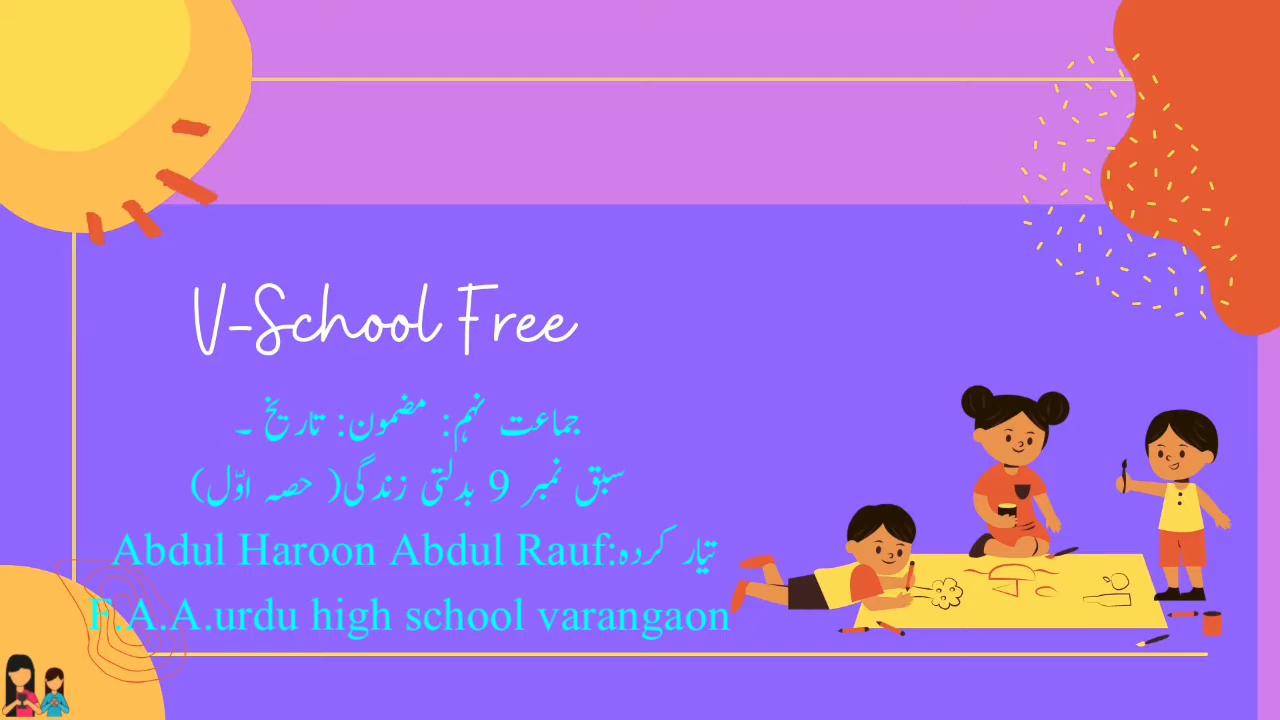 V-School Free
جماعت نہم: مضمون: تاریخ ۔
سبق نمبر 9 بدلتی زندگی( حصہ اوّل)
تیار کردہ:Abdul Haroon Abdul Rauf
F.A.A.urdu high school varangaon